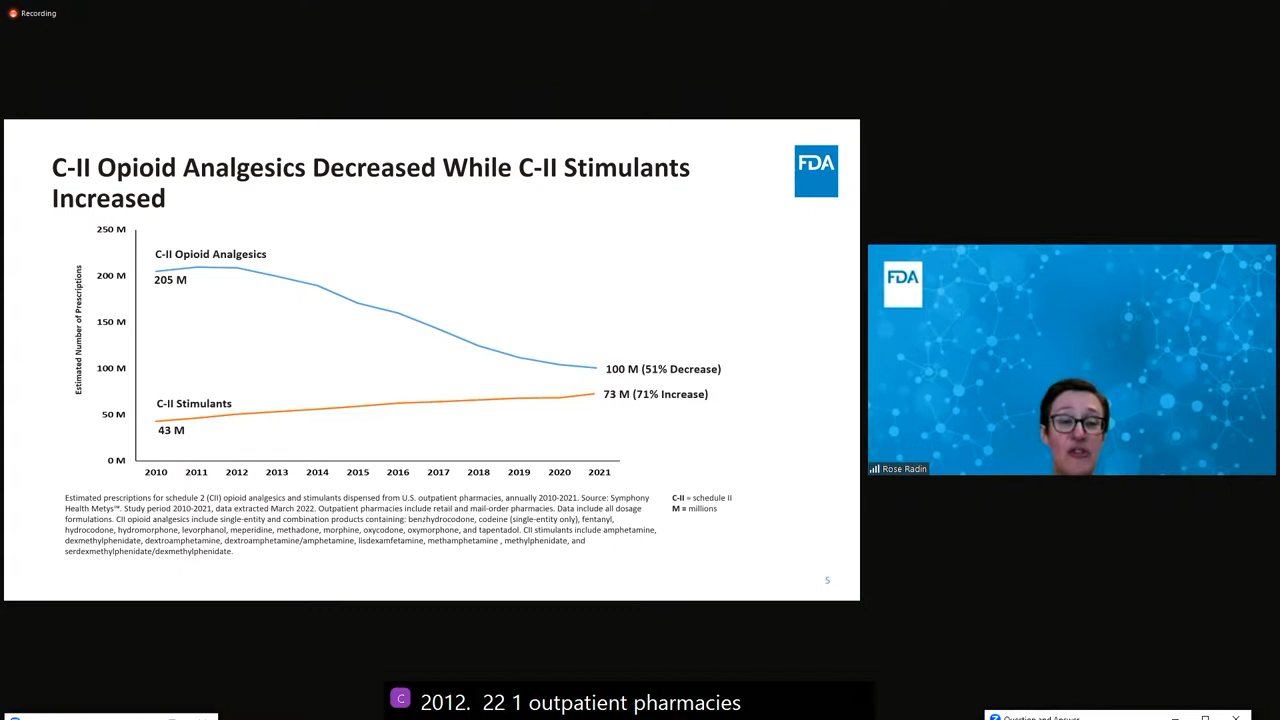 Recording
C-II Opioid Analgesics Decreased While C-II Stimulants
Increased
FDA
250 M
200 M
150 M
100 M
50 M
0 M
Estimated Number of Prescriptions
C-II Opioid Analgesics
205 M
100 M (51% Decrease)
73 M (71% Increase)
C-II Stimulants
43 M
2010 2011 2012 2013 2014 2015 2016 2017 2018 2019 2020 2021
Estimated prescriptions for schedule 2 (CII) opioid analgesics and stimulants dispensed from U.S. outpatient pharmacies, annually 2010-2021. Source: Symphony
Health Metys™. Study period 2010-2021, data extracted March 2022. Outpatient pharmacies include retail and mail-order pharmacies. Data include all dosage
formulations. CII opioid analgesics include single-entity and combination products containing: benzhydrocodone, codeine (single-entity only), fentanyl,
hydrocodone, hydromorphone, levorphanol, meperidine, methadone, morphine, oxycodone, oxymorphone, and tapentadol. CII stimulants include amphetamine,
dexmethylphenidate, dextroamphetamine, dextroamphetamine/amphetamine, lisdexamfetamine, methamphetamine , methylphenidate, and
serdexmethylphenidate/dexmethylphenidate.
C-II = schedule II
M = millions
5
FDA
Rose Radin
C
2012. 22 1 outpatient pharmacies
Question and Answer